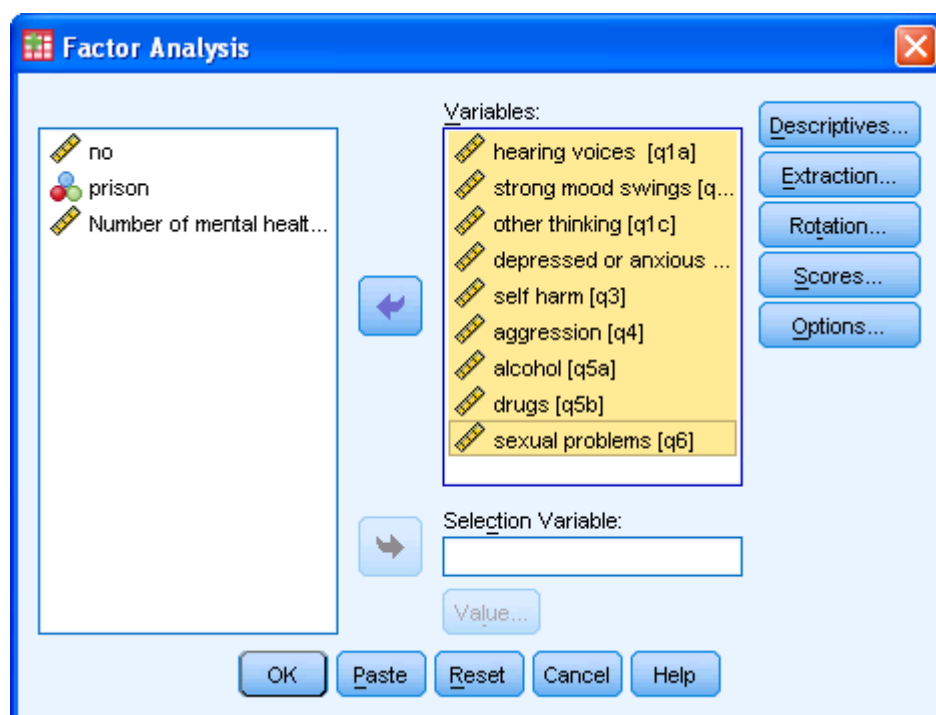 Factor Analysis
no
prison
Number of mental healt...
Variables:
hearing voices [q1a]
strong mood swings [q...
other thinking [q1c]
depressed or anxious ...
self harm [q3]
aggression [q4]
alcohol [q5a]
drugs [q5b]
sexual problems [q6]
Selection Variable:
Value...
Descriptives...
Extraction...
Rotation...
Scores...
Options...
OK
Paste
Reset
Cancel
Help